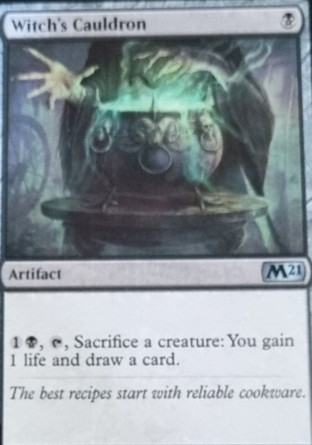 Witch's Cauldron
Artifact
M21
1, , Sacrifice a creature: You gain
1 life and draw a card.
The best recipes start with reliable cookware.